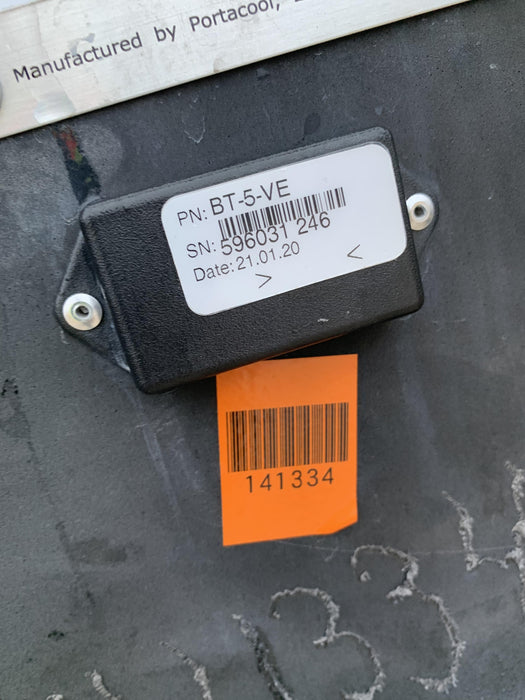 Manufactured by Portacool,
PN: BT-5-VE
SN: 596031 246
Date: 21.01.20
> <
141334